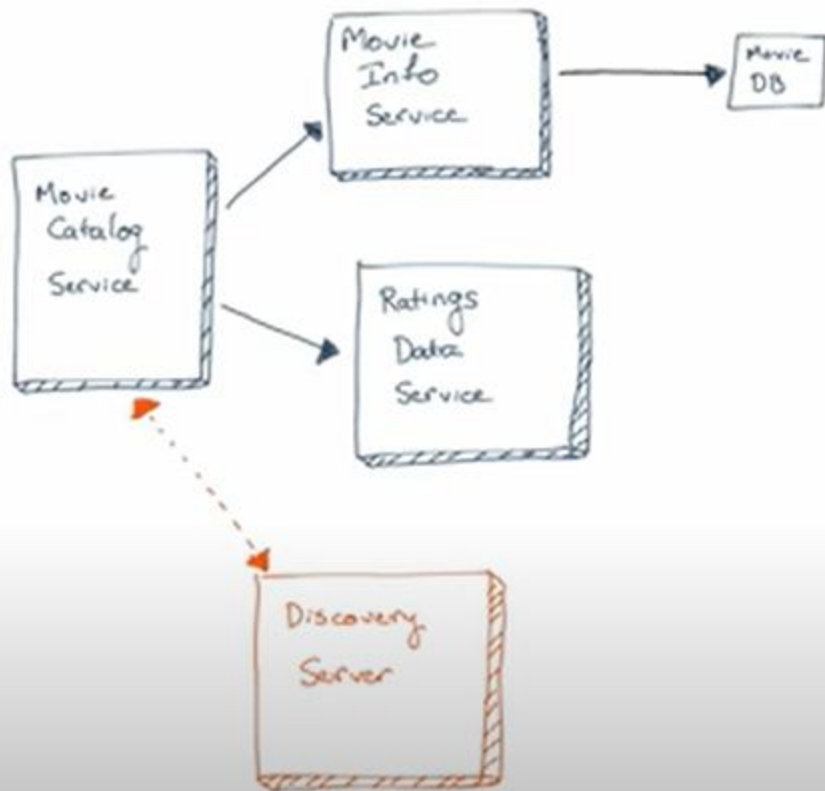 Movie
Info
Service
Movie
DB
Movie
Catalog
Service
Ratings
Data
Service
Discovery
Server